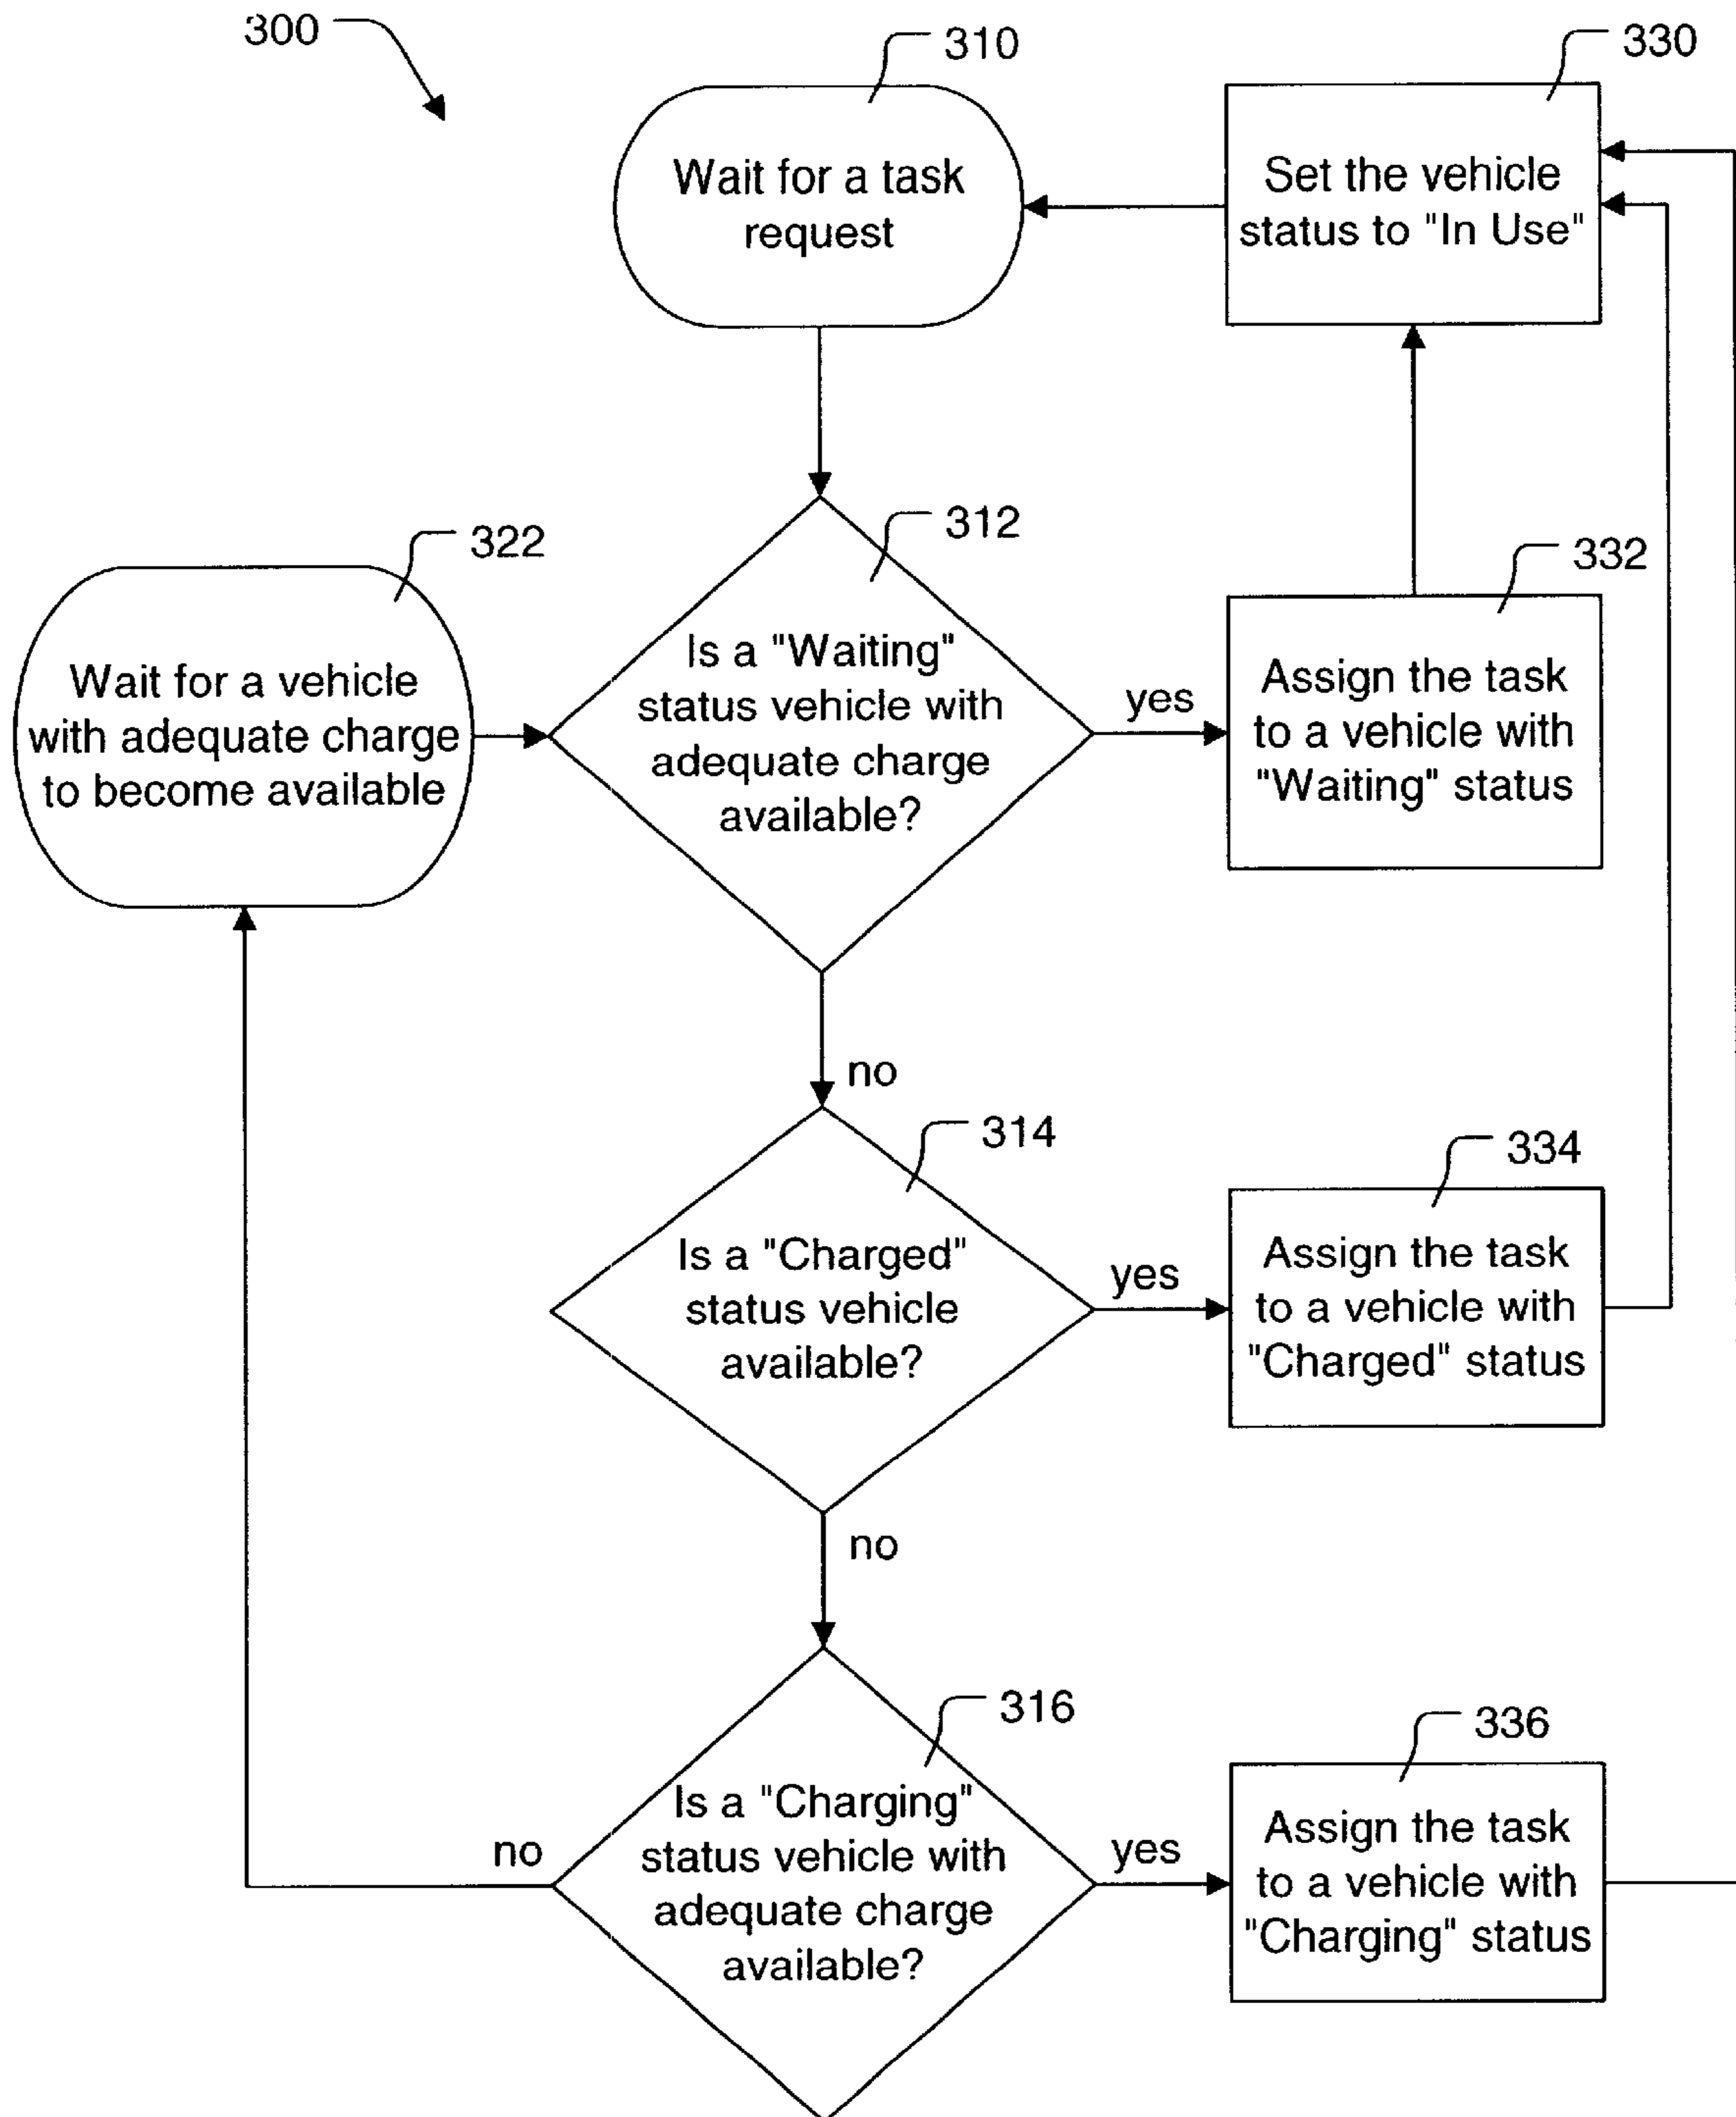 300
310
330
Wait for a task
request
Set the vehicle
status to "In Use"
322
312
332
Wait for a vehicle
with adequate charge
to become available
Is a "Waiting"
status vehicle with
adequate charge
available?
yes
Assign the task
to a vehicle with
"Waiting" status
no
314
334
Is a "Charged"
status vehicle
available?
yes
Assign the task
to a vehicle with
"Charged" status
no
316
336
no
Is a "Charging"
status vehicle with
adequate charge
available?
yes
Assign the task
to a vehicle with
"Charging" status